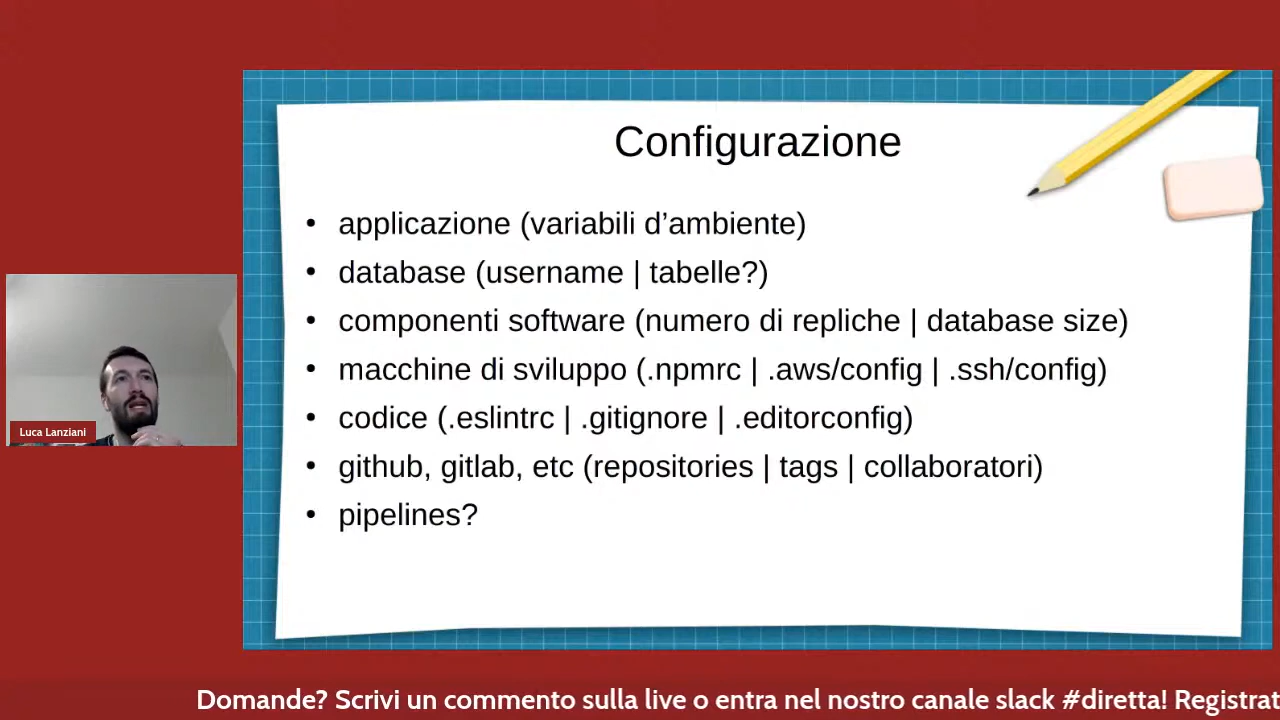 Configurazione
• applicazione (variabili d’ambiente)
• database (username | tabelle?)
• componenti software (numero di repliche | database size)
• macchine di sviluppo (.npmrc | .aws/config | .ssh/config)
• codice (.eslintrc | .gitignore | .editorconfig)
• github, gitlab, etc (repositories | tags | collaboratori)
• pipelines?
Luca Lanziani
Domande? Scrivi un commento sulla live o entra nel nostro canale slack #diretta! Registrat